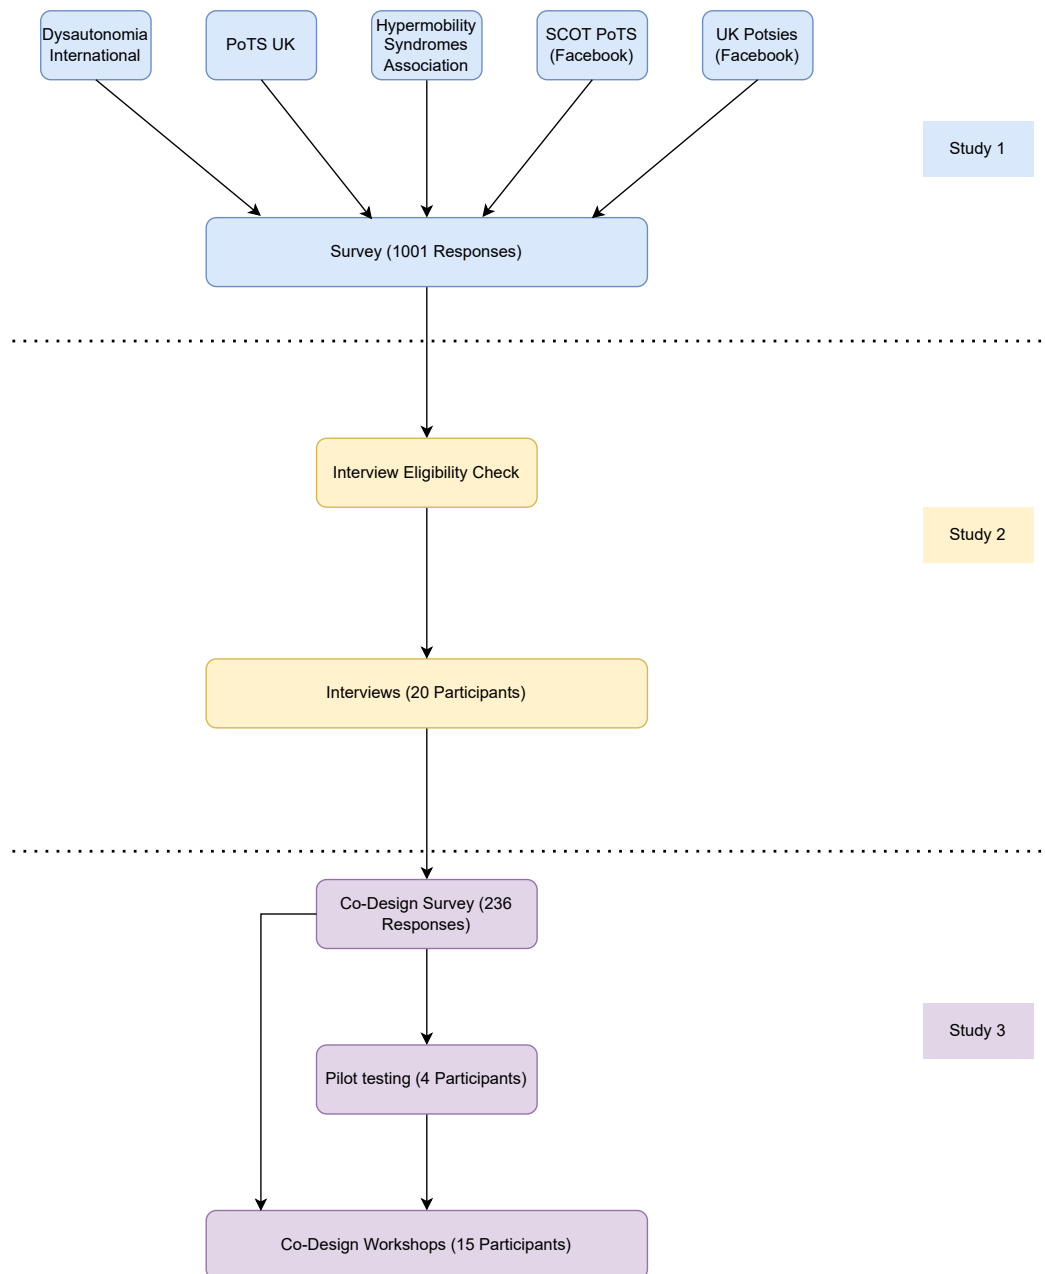 Dysautonomia
International
PoTS UK
Hypermobility
Syndromes
Association
SCOT PoTS
(Facebook)
UK Potsies
(Facebook)
Study 1
Survey (1001 Responses)
Interview Eligibility Check
Study 2
Interviews (20 Participants)
Co-Design Survey (236
Responses)
Study 3
Pilot testing (4 Participants)
Co-Design Workshops (15 Participants)